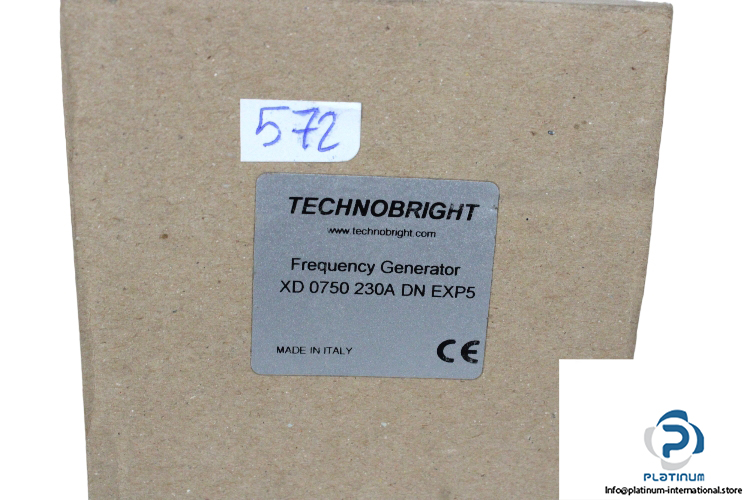 572
TECHNOBRIGHT
www.technobright.com
Frequency Generator
XD 0750 230A DN EXP5
MADE IN ITALY
CE
PLATINUM
Info@platinum-international.store